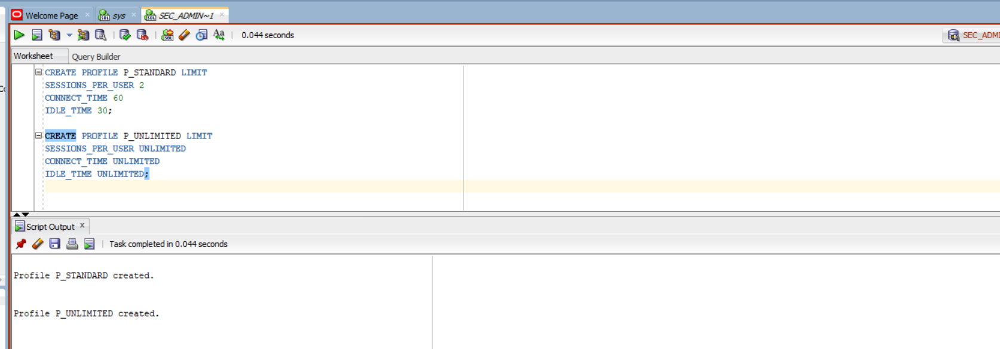 Welcome Page
sys
SEC_ADMIN~1
0.044 seconds
SEC_ADMI
Worksheet
Query Builder
CREATE PROFILE P_STANDARD LIMIT
SESSIONS_PER_USER 2
CONNECT_TIME 60
IDLE_TIME 30;
CREATE PROFILE P_UNLIMITED LIMIT
SESSIONS_PER_USER UNLIMITED
CONNECT_TIME UNLIMITED
IDLE_TIME UNLIMITED;
Script Output
Task completed in 0.044 seconds
Profile P_STANDARD created.
Profile P_UNLIMITED created.